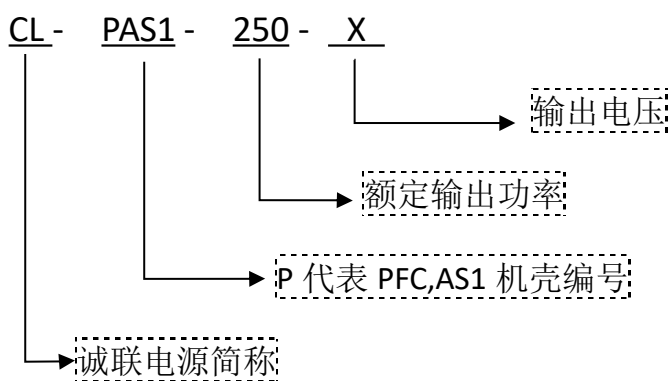 CL - PAS1 - 250 - X
输出电压
额定输出功率
P 代表 PFC,AS1 机壳编号
诚联电源简称